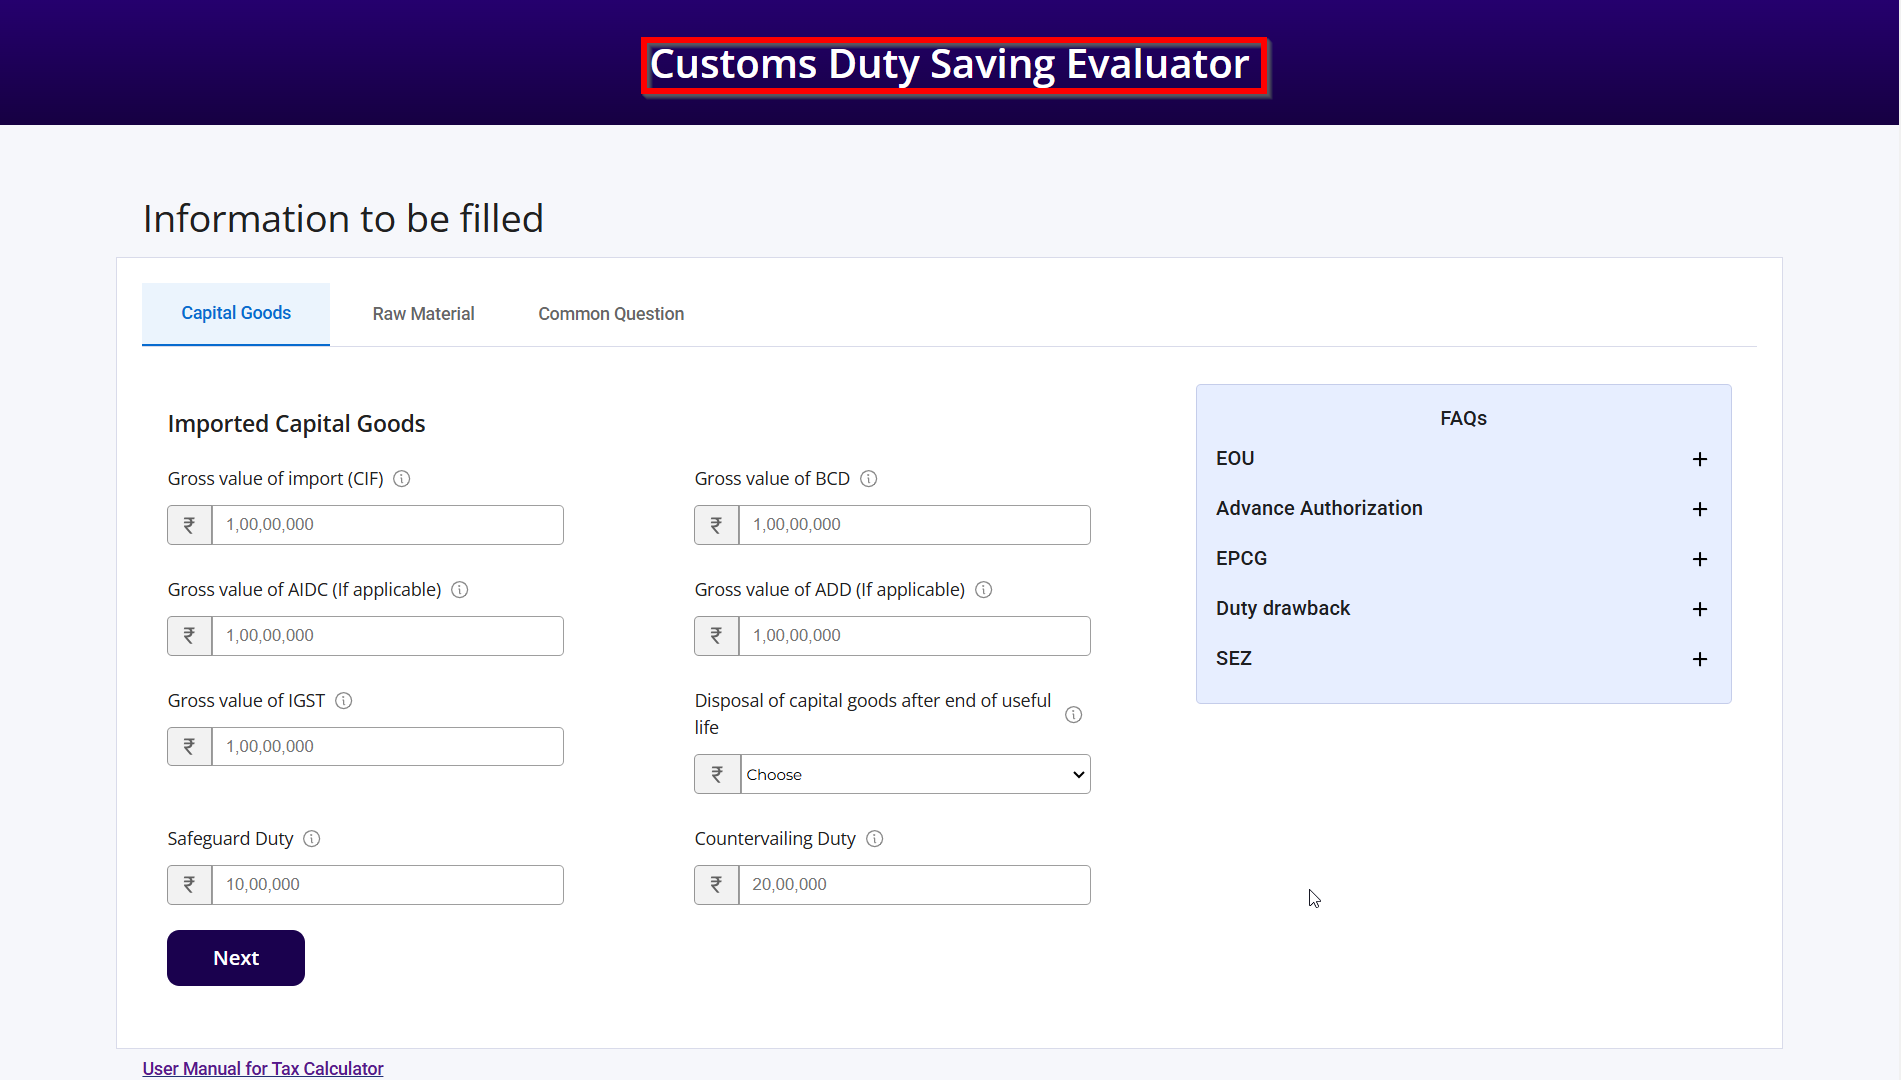 Customs Duty Saving Evaluator
Information to be filled
Capital Goods
Raw Material
Common Question
Imported Capital Goods
Gross value of import (CIF)
₹ 1,00,00,000
Gross value of BCD
₹ 1,00,00,000
Gross value of AIDC (If applicable)
₹ 1,00,00,000
Gross value of ADD (If applicable)
₹ 1,00,00,000
Gross value of IGST
₹ 1,00,00,000
Disposal of capital goods after end of useful
life
₹ Choose
Safeguard Duty
₹ 10,00,000
Countervailing Duty
₹ 20,00,000
Next
FAQs
EOU +
Advance Authorization +
EPCG +
Duty drawback +
SEZ +
User Manual for Tax Calculator